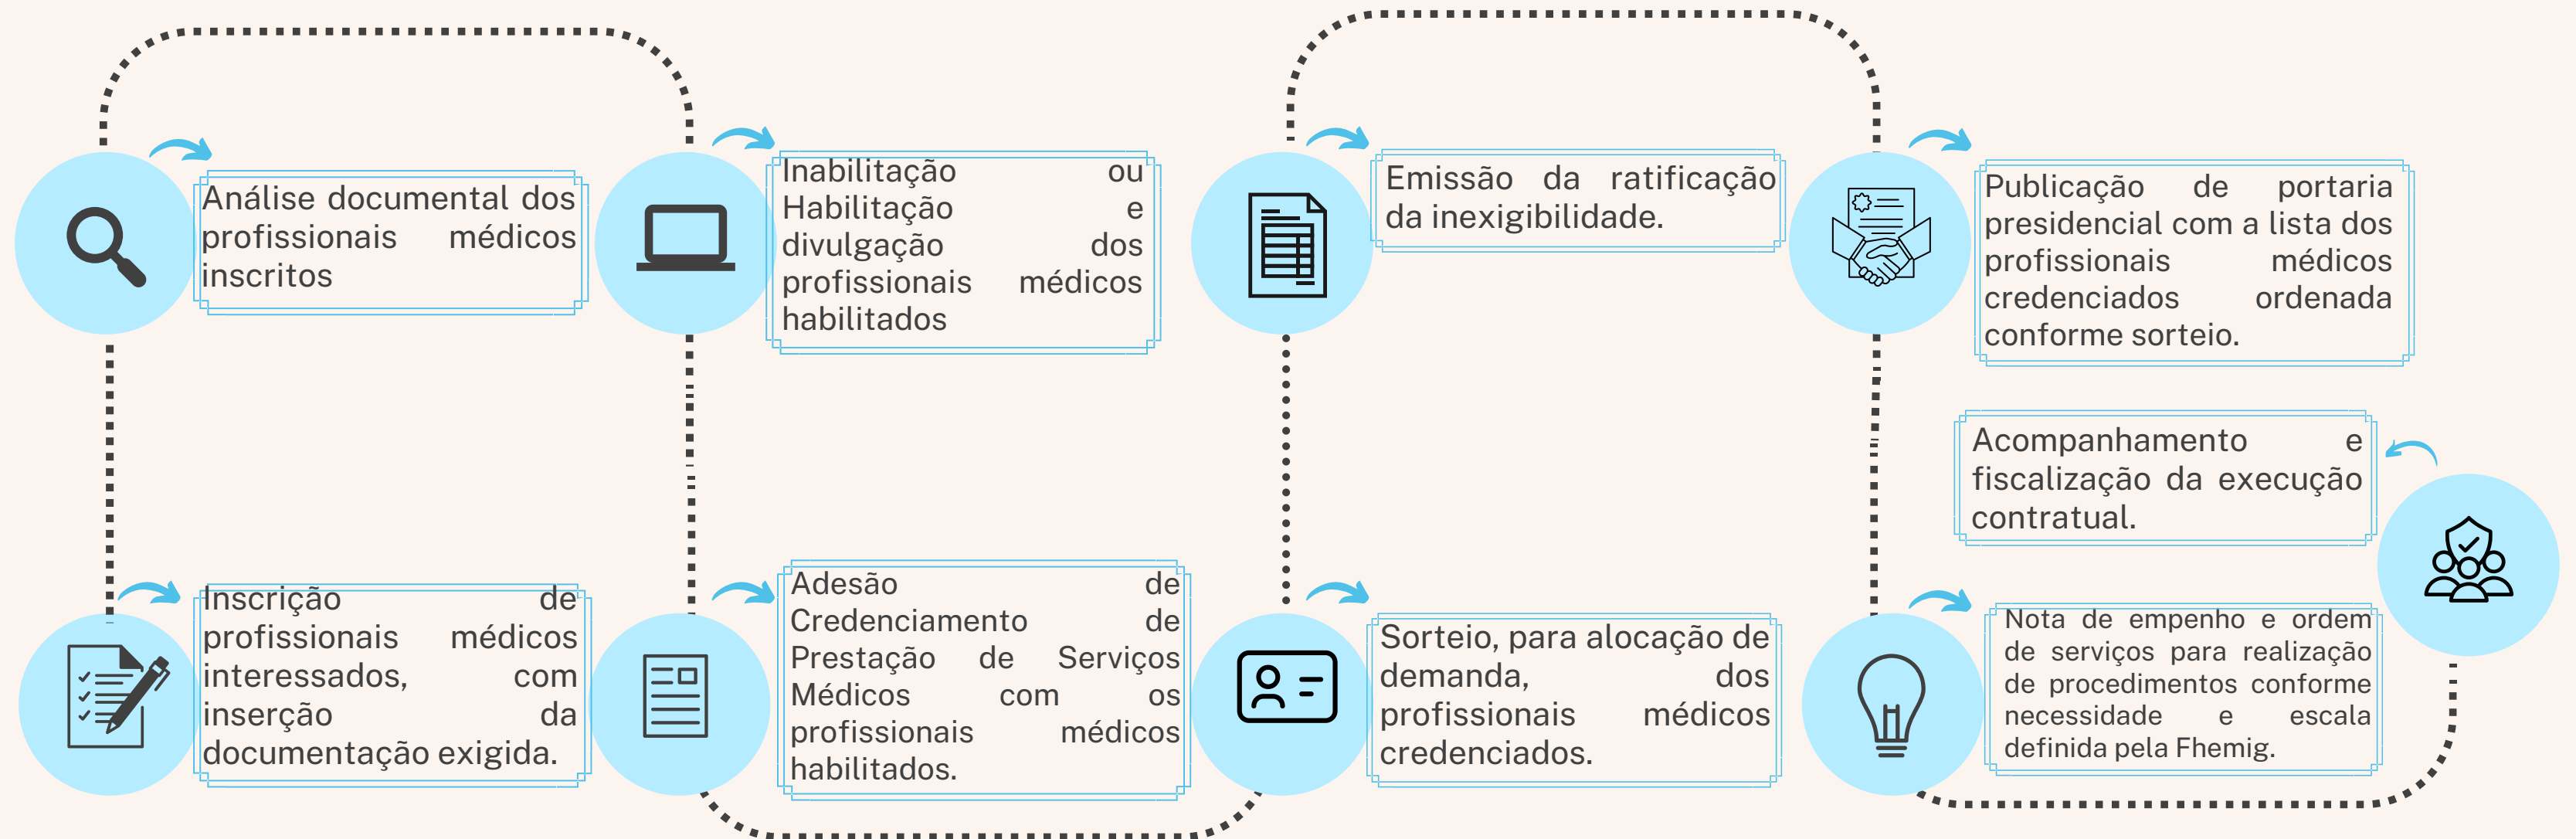 Análise documental dos
profissionais médicos
inscritos
Inabilitação ou
Habilitação e
divulgação dos
profissionais médicos
habilitados
Emissão da ratificação
da inexigibilidade.
Publicação de portaria
presidencial com a lista dos
profissionais médicos
credenciados ordenada
conforme sorteio.
Acompanhamento e
fiscalização da execução
contratual.
Inscrição de
profissionais médicos
interessados, com
inserção da
documentação exigida.
Adesão de
Credenciamento de
Prestação de Serviços
Médicos com os
profissionais médicos
habilitados.
Sorteio, para alocação de
demanda, dos
profissionais médicos
credenciados.
Nota de empenho e ordem
de serviços para realização
de procedimentos conforme
necessidade e escala
definida pela Fhemig.